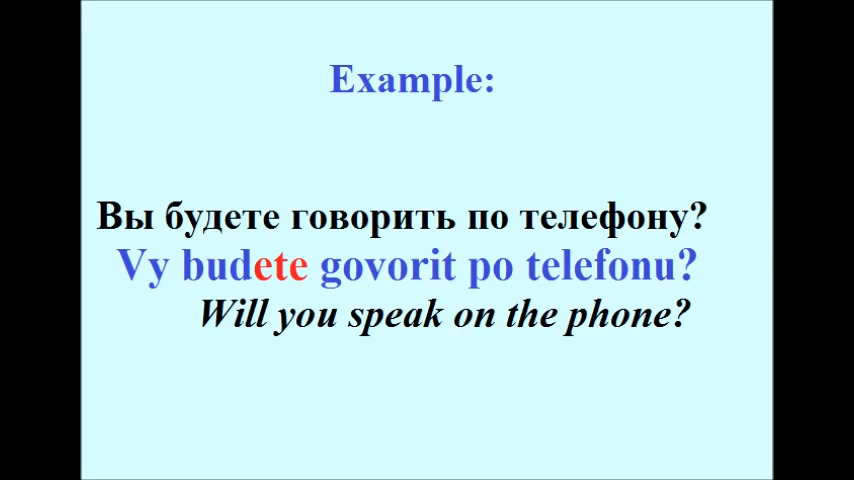 Example:
Вы будете говорить по телефону?
Vy budete govorit po telefonu?
Will you speak on the phone?